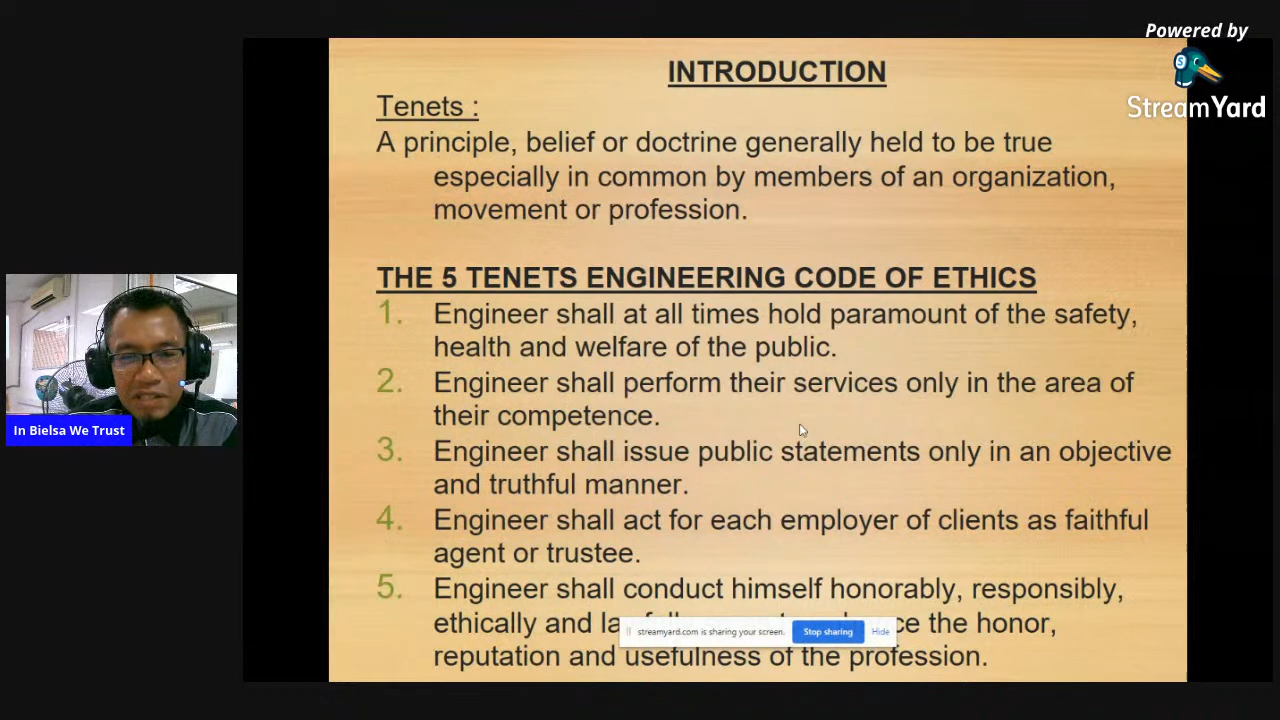 Powered by
StreamYard
INTRODUCTION
Tenets :
A principle, belief or doctrine generally held to be true
especially in common by members of an organization,
movement or profession.
THE 5 TENETS ENGINEERING CODE OF ETHICS
1. Engineer shall at all times hold paramount of the safety,
health and welfare of the public.
2. Engineer shall perform their services only in the area of
their competence.
3. Engineer shall issue public statements only in an objective
and truthful manner.
4. Engineer shall act for each employer of clients as faithful
agent or trustee.
5. Engineer shall conduct himself honorably, responsibly,
ethically and the honor,
reputation and usefulness of the profession.
streamyard.com is sharing your screen.
Stop sharing
Hide
In Bielsa We Trust